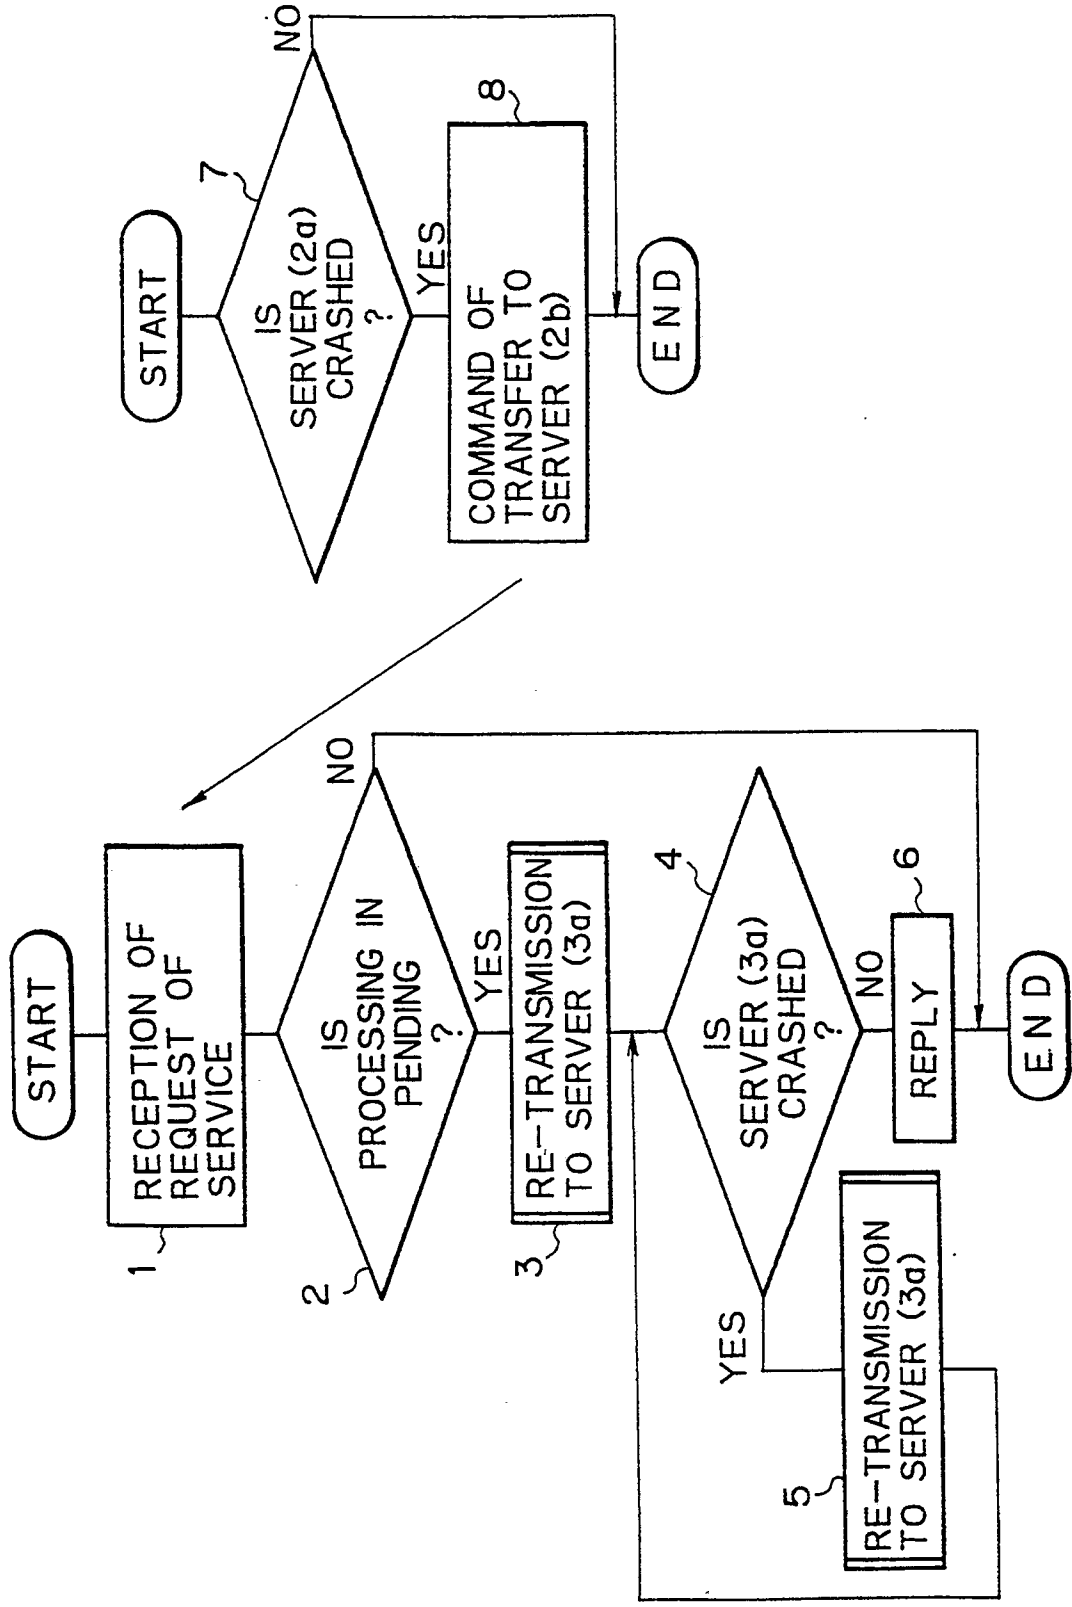 START
1
RECEPTION OF
REQUEST OF
SERVICE
2
IS
PROCESSING IN
PENDING
?
NO
YES
3
RE-TRANSMISSION
TO SERVER (3a)
4
IS
SERVER (3a)
CRASHED
?
YES
NO
5
RE-TRANSMISSION
TO SERVER (3a)
6
REPLY
END
START
7
IS
SERVER (2a)
CRASHED
?
NO
YES
8
COMMAND OF
TRANSFER TO
SERVER (2b)
END